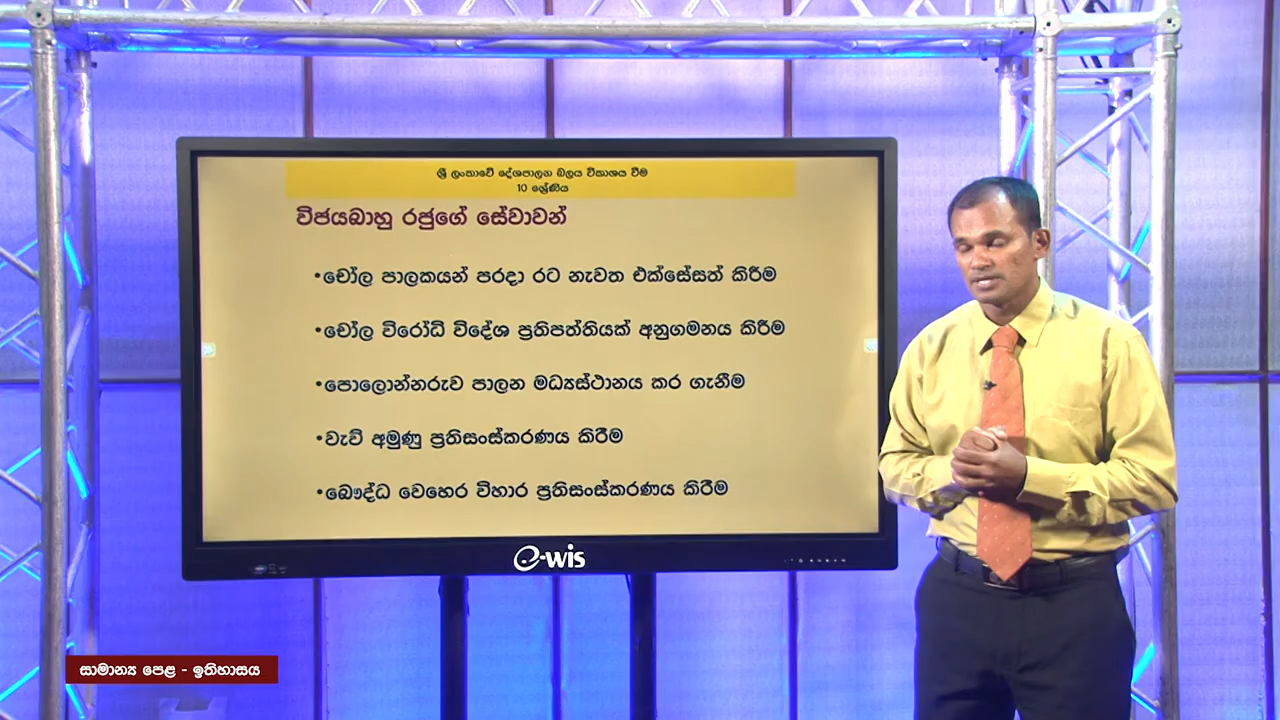 ශ්‍රී ලංකාවේ දේශපාලන බලය විකාශය වීම
10 ශ්‍රේණිය
විජයබාහු රජුගේ සේවාවන්
•චෝල පාලකයන් පරදා රට නැවත එක්සේසත් කිරීම
•චෝල විරෝධී විදේශ ප්‍රතිපත්තියක් අනුගමනය කිරීම
•පොලොන්නරුව පාලන මධ්‍යස්ථානය කර ගැනීම
•වැව් අමුණු ප්‍රතිසංස්කරණය කිරීම
•බෞද්ධ වෙහෙර විහාර ප්‍රතිසංස්කරණය කිරීම
e-wis
සාමාන්‍ය පෙළ - ඉතිහාසය